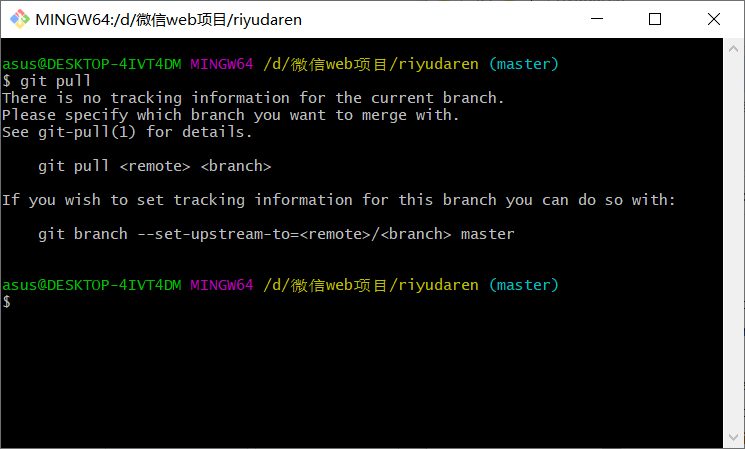 MINGW64:/d/微信web项目/riyudaren
asus@DESKTOP-4IVT4DM MINGW64 /d/微信web项目/riyudaren (master)
$ git pull
There is no tracking information for the current branch.
Please specify which branch you want to merge with.
See git-pull(1) for details.
git pull <remote> <branch>
If you wish to set tracking information for this branch you can do so with:
git branch --set-upstream-to=<remote>/<branch> master
asus@DESKTOP-4IVT4DM MINGW64 /d/微信web项目/riyudaren (master)
$